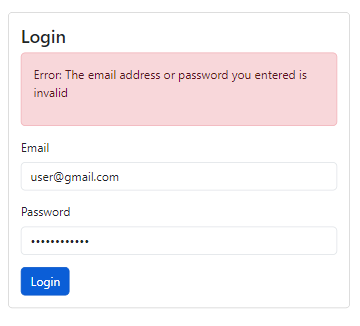 Login
Error: The email address or password you entered is
invalid
Email
user@gmail.com
Password
••••••••••••
Login